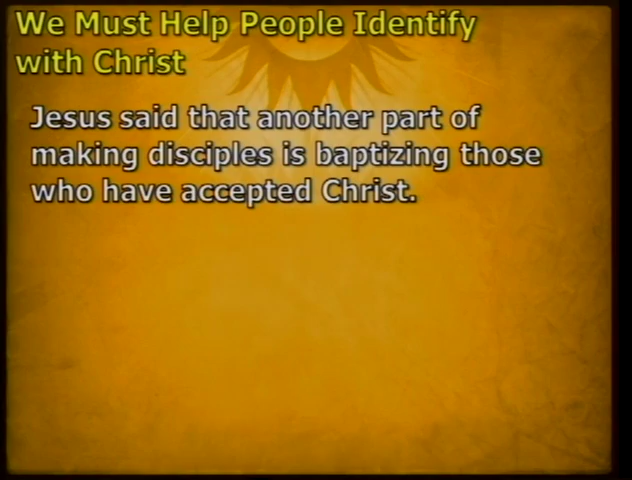 We Must Help People Identify
with Christ
Jesus said that another part of
making disciples is baptizing those
who have accepted Christ.